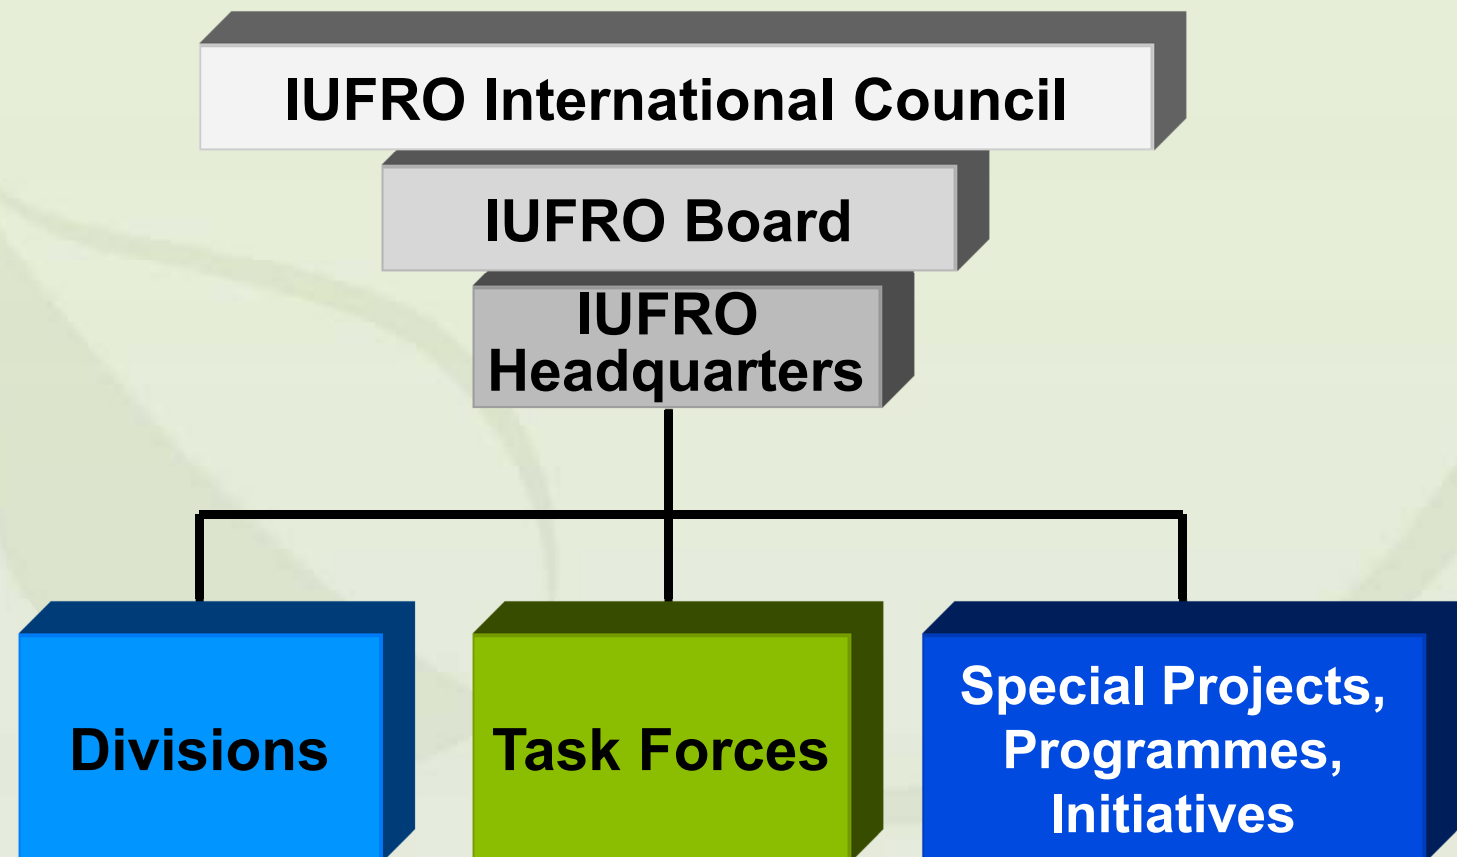 IUFRO International Council
IUFRO Board
IUFRO
Headquarters
Divisions
Task Forces
Special Projects,
Programmes,
Initiatives